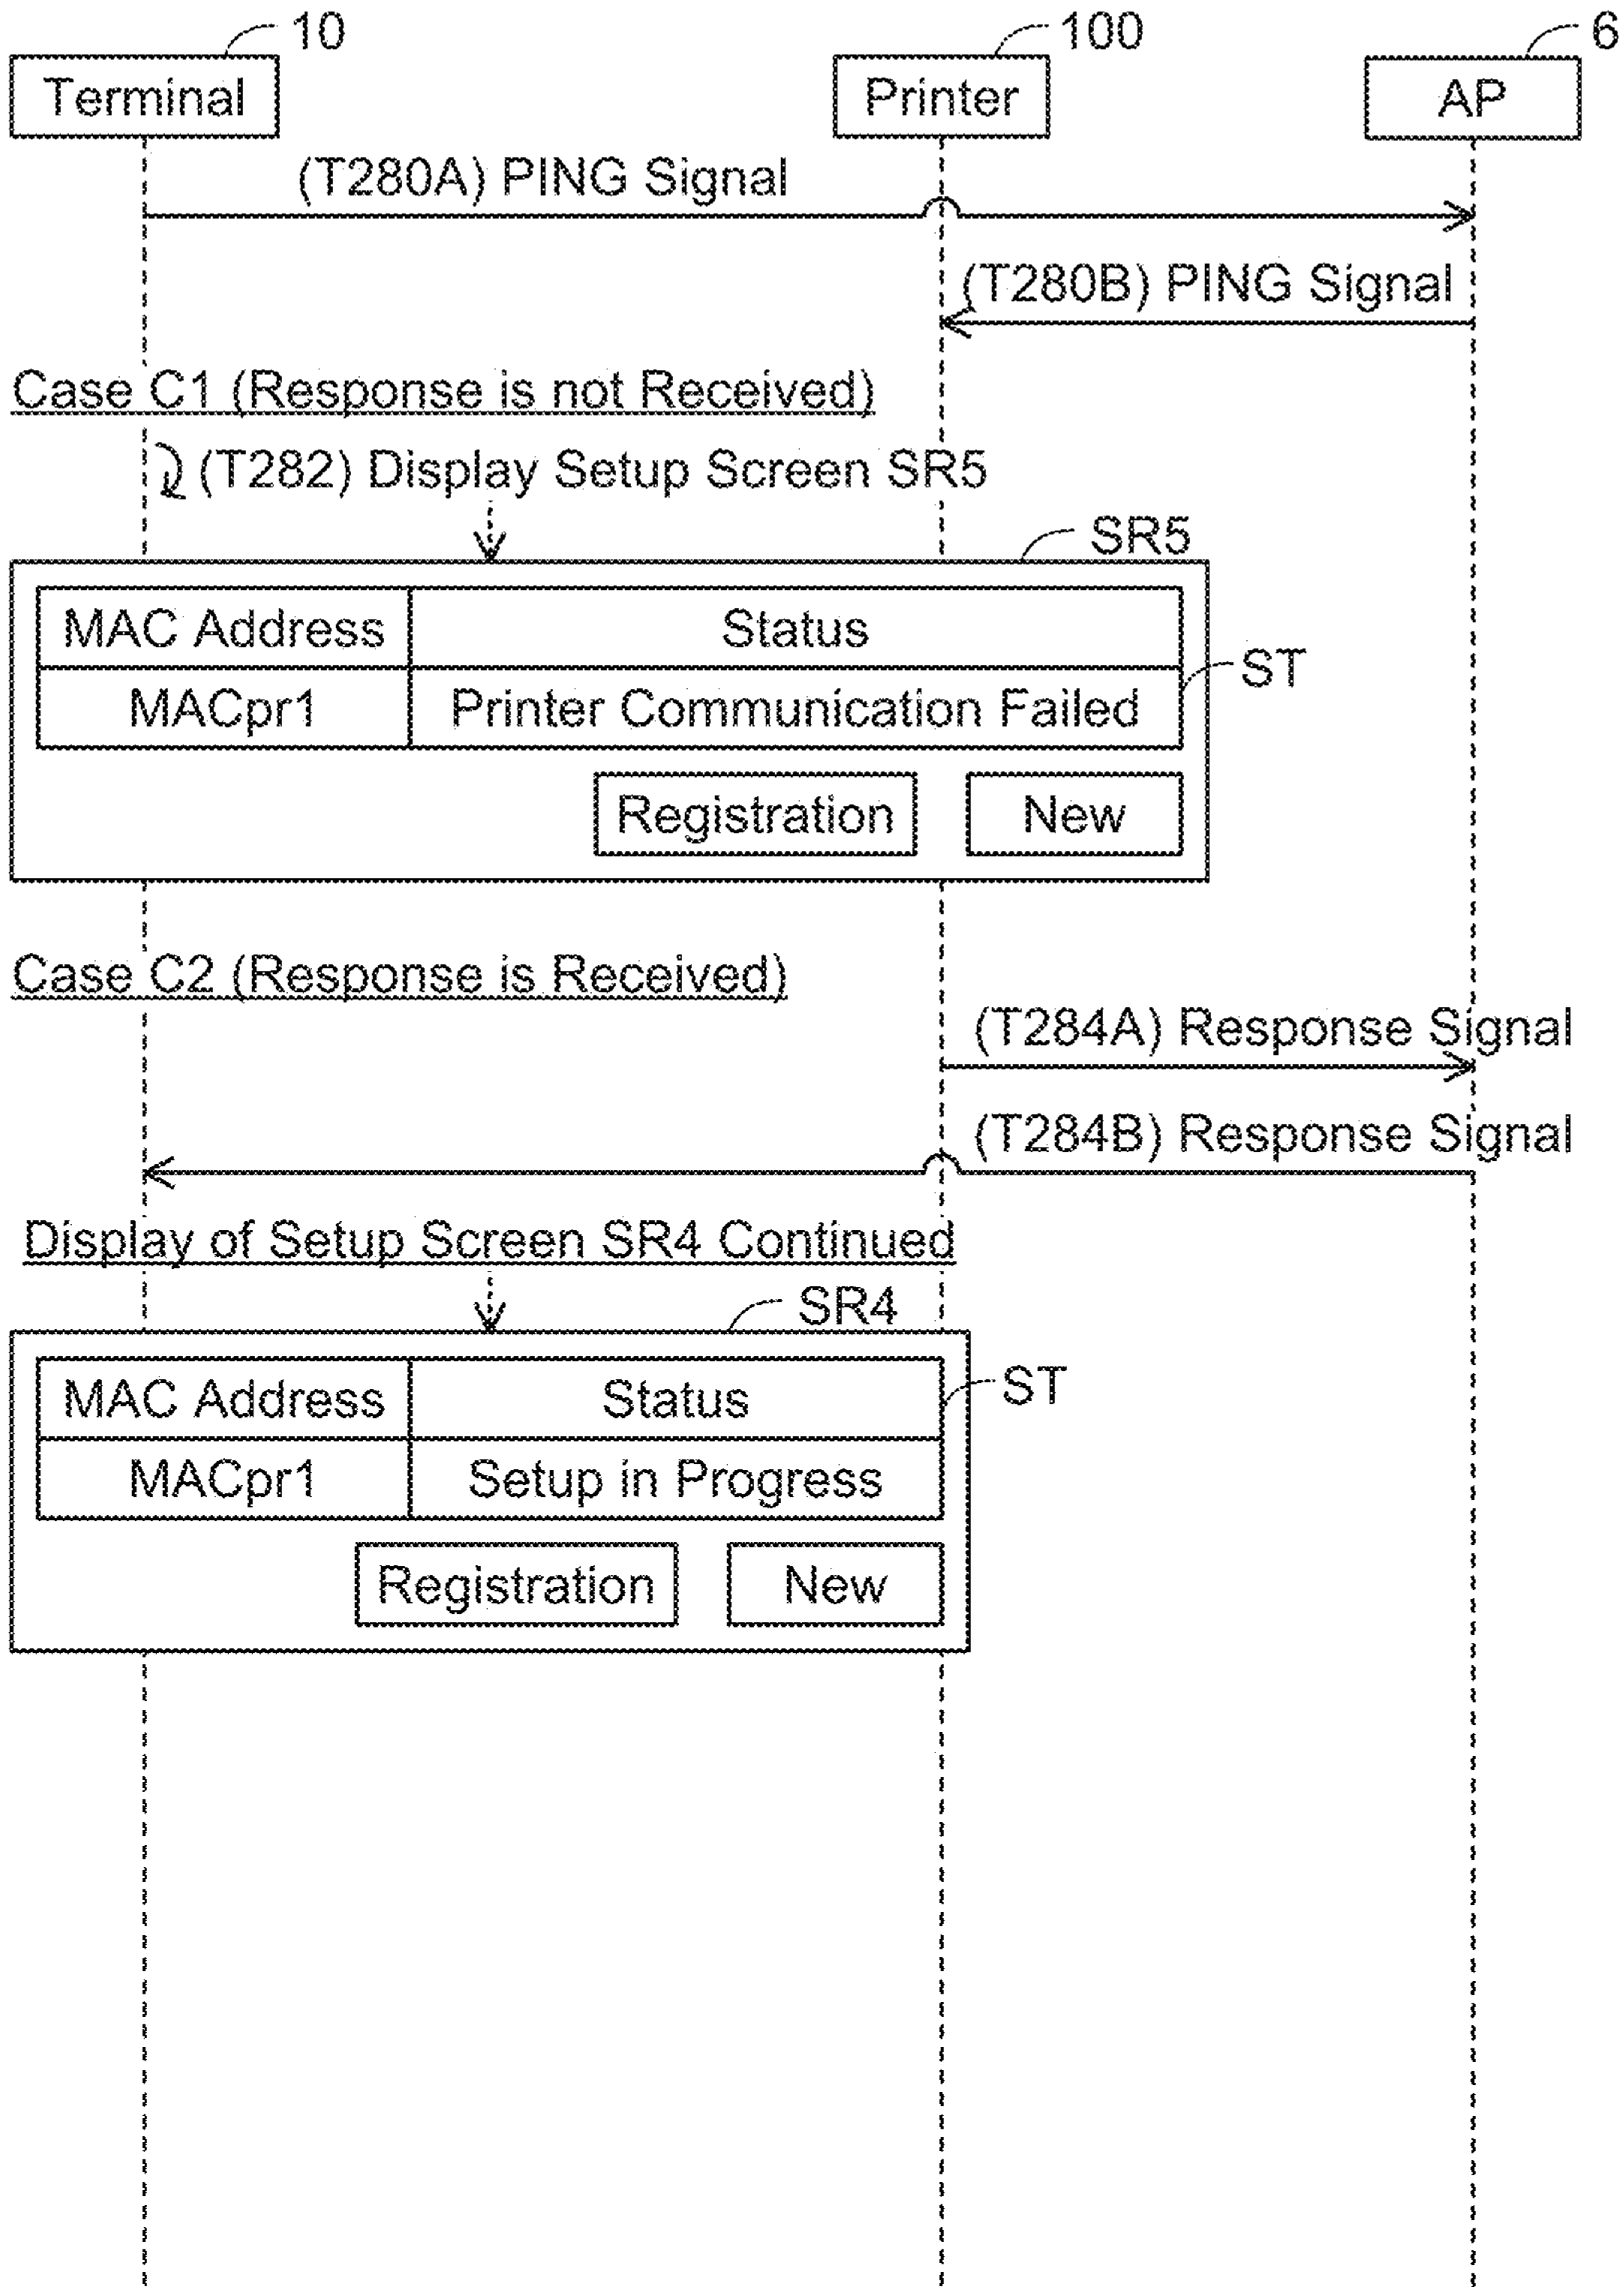 10
100
6
Terminal
Printer
AP
(T280A) PING Signal
(T280B) PING Signal
Case C1 (Response is not Received)
(T282) Display Setup Screen SR5
SR5
MAC Address
Status
ST
MACpr1
Printer Communication Failed
Registration
New
Case C2 (Response is Received)
(T284A) Response Signal
(T284B) Response Signal
Display of Setup Screen SR4 Continued
SR4
MAC Address
Status
ST
MACpr1
Setup in Progress
Registration
New